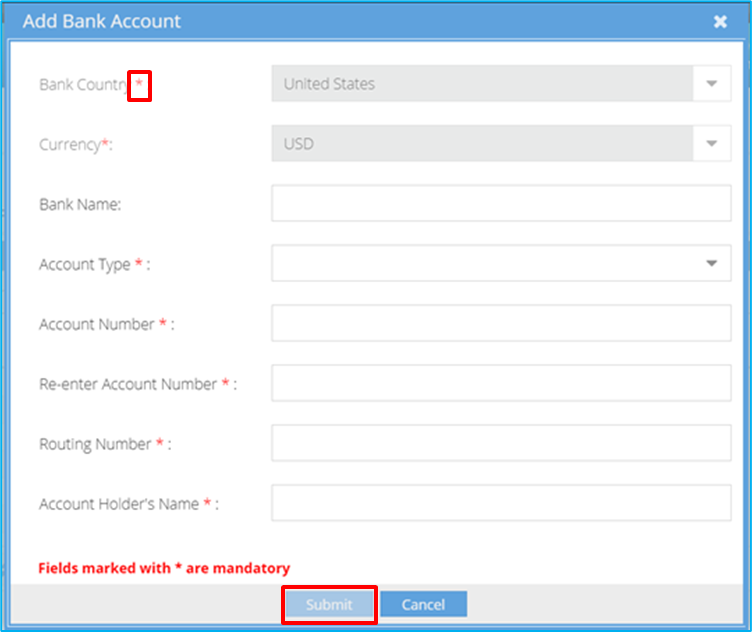 Add Bank Account
Bank Country * United States
Currency*: USD
Bank Name:
Account Type * :
Account Number * :
Re-enter Account Number * :
Routing Number * :
Account Holder's Name * :
Fields marked with * are mandatory
Submit Cancel